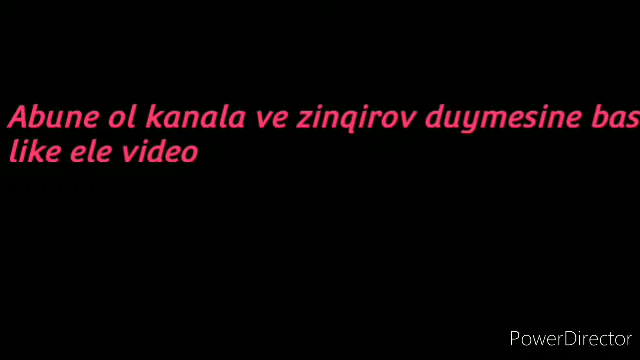 Abune ol kanala ve zinqirov duymesine bas
like ele video
PowerDirector